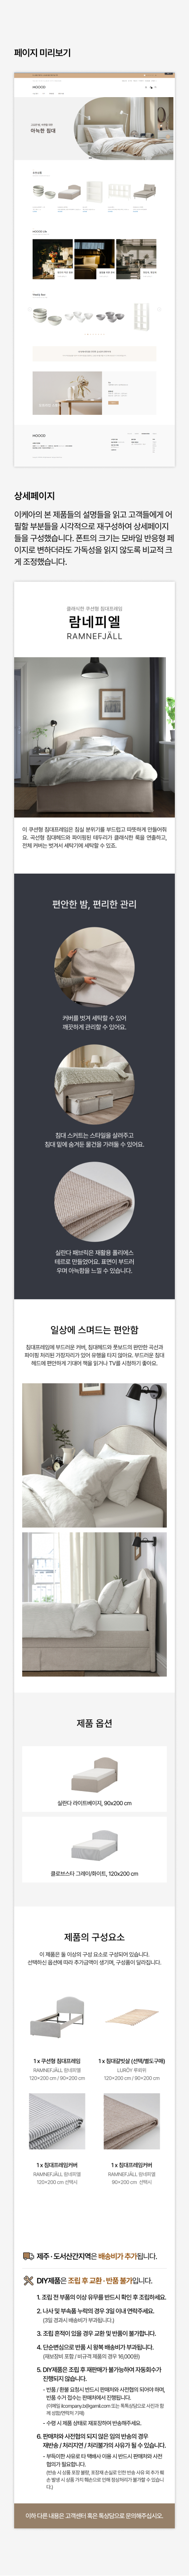 페이지 미리보기
아늑한 침대
상세페이지
이케아의 본 제품들의 설명들을 읽고 고객들에게 어
필할 부분들을 시각적으로 재구성하여 상세페이지
들을 구성했습니다. 폰트의 크기는 모바일 반응형 페
이지로 변하더라도 가독성을 잃지 않도록 비교적 크
게 조정했습니다.
클래식한 쿠션형 침대프레임
람네피엘
RAMNEFJÄLL
이 쿠션형 침대프레임은 침실 분위기를 부드럽고 따뜻하게 만들어줘
요. 곡선형 침대헤드와 파이핑된 테두리가 클래식한 룩을 연출하고,
전체 커버는 벗겨서 세탁기에 세탁할 수 있죠.
편안한 밤, 편리한 관리
커버를 벗겨 세탁할 수 있어
깨끗하게 관리할 수 있어요.
침대 스커트는 스타일을 살려주고
침대 밑에 숨겨둔 물건을 가려둘 수 있어요.
실란다 패브릭은 재활용 폴리에스
테르로 만들었어요. 표면이 부드러
우며 아늑함을 느낄 수 있습니다.
일상에 스며드는 편안함
침대프레임에 부드러운 커버, 침대헤드와 풋보드의 완만한 곡선과
파이핑 처리된 가장자리가 있어 유행을 타지 않아요. 부드러운 침대
헤드에 편안하게 기대어 책을 읽거나 TV를 시청하기 좋아요.
제품 옵션
실란다 라이트베이지, 90x200 cm
클로브스타 그레이/화이트, 120x200 cm
제품의 구성요소
이 제품은 둘 이상의 구성 요소로 구성되어 있습니다.
선택하신 옵션에 따라 추가금액이 생기며, 구성품이 달라집니다.
1 x 쿠션형 침대프레임
RAMNEFJÄLL 람네피엘
120x200 cm / 90x200 cm
1 x 침대갈빗살 (선택/별도구매)
LURÖY 루뢰위
120x200 cm / 90x200 cm
1 x 침대프레임커버
RAMNEFJÄLL 람네피엘
120x200 cm 선택시
1 x 침대프레임커버
RAMNEFJÄLL 람네피엘
90x200 cm 선택시
제주 · 도서산간지역은 배송비가 추가됩니다.
DIY제품은 조립 후 교환 · 반품 불가입니다.
1. 조립 전 부품의 이상 유무를 반드시 확인 후 조립하세요.
2. 나사 및 부속품 누락의 경우 3일 이내 연락주세요.
(3일 경과시 배송비가 부과됩니다.)
3. 조립 흔적이 있을 경우 교환 및 반품이 불가합니다.
4. 단순변심으로 반품 시 왕복 배송비가 부과됩니다.
(재보장비 포함 / 비규격 제품의 경우 16,000원)
5. DIY제품은 조립 후 재판매가 불가능하여 자동회수가
진행되지 않습니다.
- 반품 / 환불 요청시 반드시 판매처와 사전협의 되어야 하며,
반품 수거 접수는 판매처에서 진행됩니다.
- 수령 시 제품 상태로 재포장하여 반송해주세요.
6. 판매자와 사전협의 되지 않은 임의 반송의 경우
재반송 / 처리지연 / 처리불가의 사유가 될 수 있습니다.
- 부득이한 사유로 타 택배사 이용 시 반드시 판매처와 사전
협의가 필요합니다.
이하 다른 내용은 고객센터 혹은 톡상담으로 문의해주십시오.